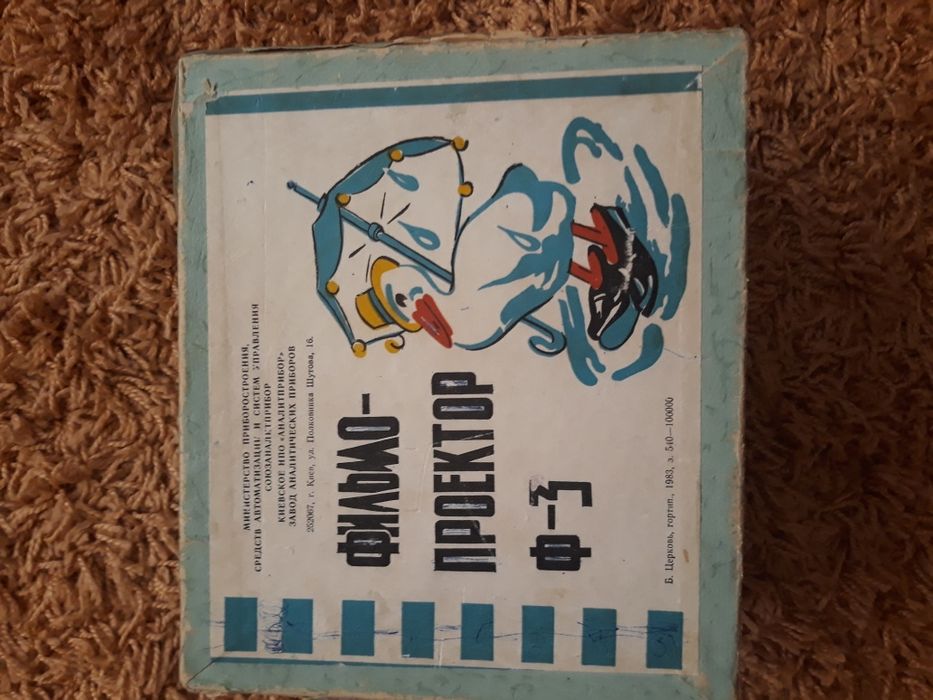 МИНИСТЕРСТВО ПРИБОРОСТРОЕНИЯ,
СРЕДСТВ АВТОМАТИЗАЦИИ И СИСТЕМ УПРАВЛЕНИЯ
СОЮЗАНАЛИТПРИБОР
КИЕВСКОЕ НПО «АНАЛИТПРИБОР»
ЗАВОД АНАЛИТИЧЕСКИХ ПРИБОРОВ
252067, г. Киев, ул. Полковника Шутова, 16.
ФИЛЬМО-
ПРОЕКТОР
Ф-3
Б. Церковь, гортип., 1983, з. 540—100000